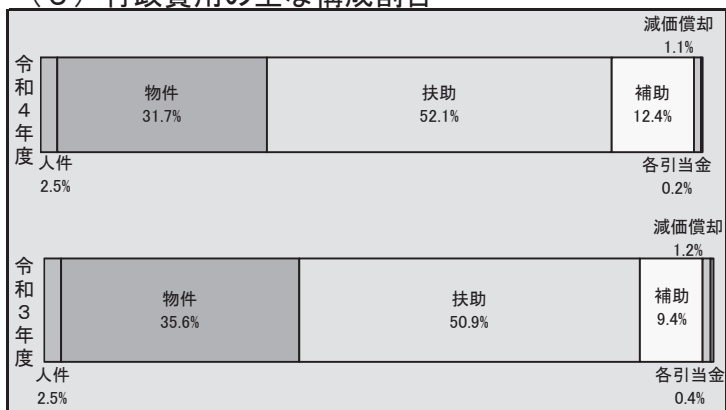 (3)行政費用の主な構成割合
減価償却
1.1%
令和4年度
物件
31.7%
扶助
52.1%
補助
12.4%
人件
2.5%
各引当金
0.2%
減価償却
1.2%
令和3年度
物件
35.6%
扶助
50.9%
補助
9.4%
人件
2.5%
各引当金
0.4%